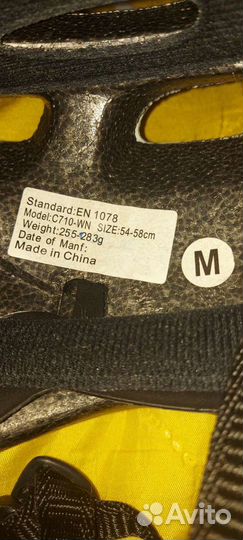 Standard:EN 1078
Model:C710-WN SIZE:54-58cm
Weight:255-283g
Date of Manf:
Made in China
M
Avito